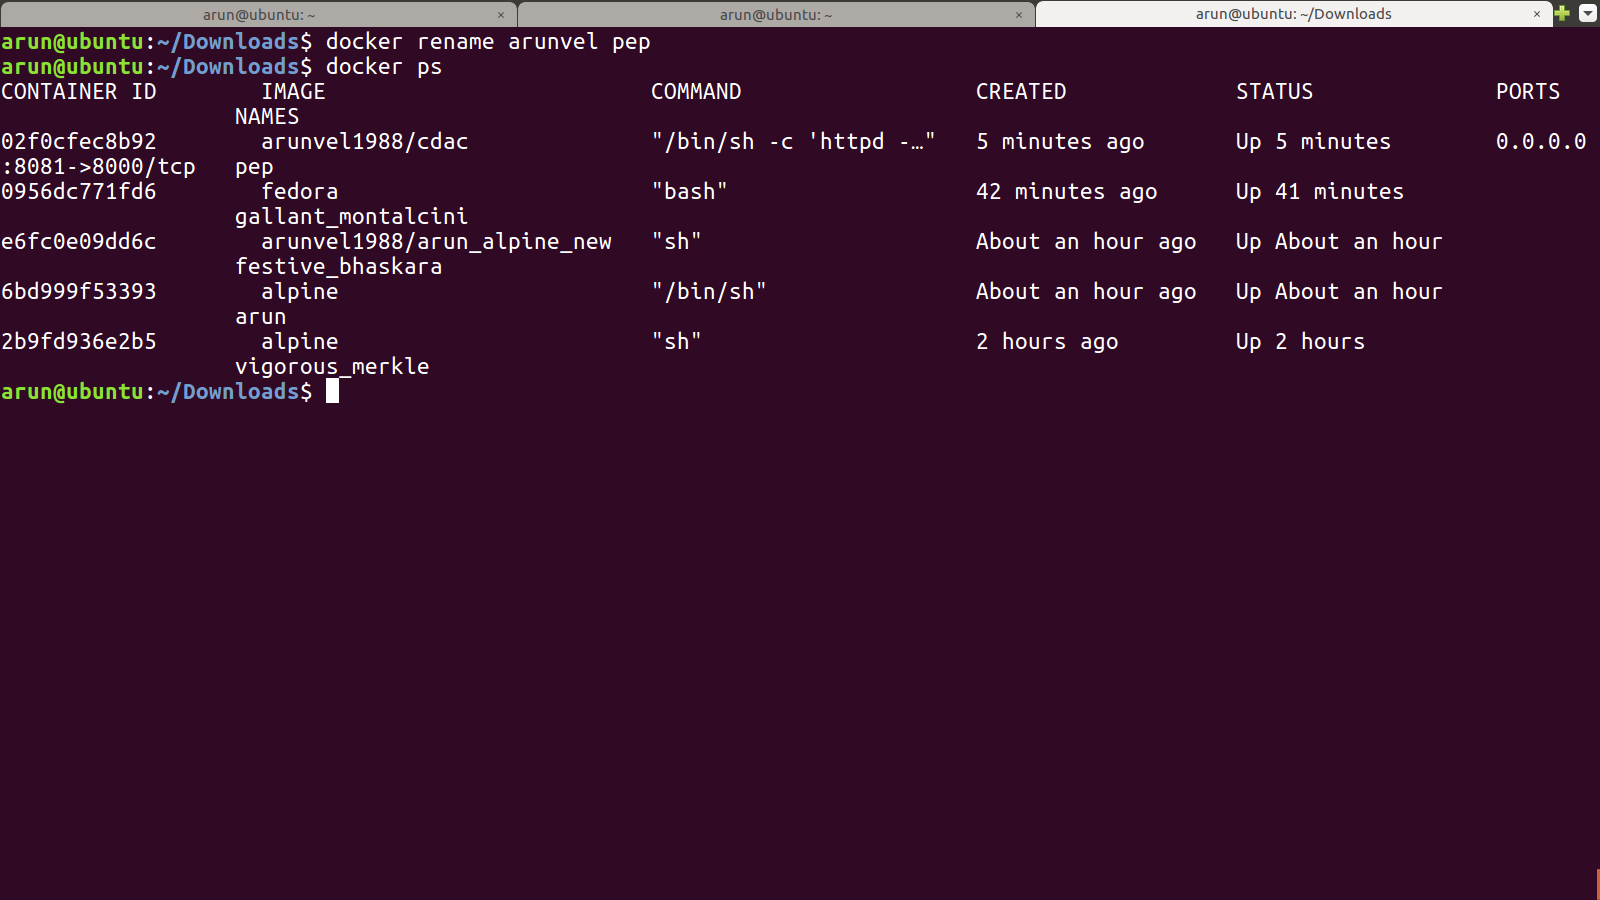 arun@ubuntu: ~ × arun@ubuntu: ~ × arun@ubuntu: ~/Downloads ×
arun@ubuntu:~/Downloads$ docker rename arunvel pep
arun@ubuntu:~/Downloads$ docker ps
CONTAINER ID        IMAGE                         COMMAND                  CREATED             STATUS              PORTS
                  NAMES
02f0cfec8b92        arunvel1988/cdac              "/bin/sh -c 'httpd -…"   5 minutes ago       Up 5 minutes        0.0.0.0
:8081->8000/tcp   pep
0956dc771fd6        fedora                        "bash"                   42 minutes ago      Up 41 minutes
                  gallant_montalcini
e6fc0e09dd6c        arunvel1988/arun_alpine_new   "sh"                     About an hour ago   Up About an hour
                  festive_bhaskara
6bd999f53393        alpine                        "/bin/sh"                About an hour ago   Up About an hour
                  arun
2b9fd936e2b5        alpine                        "sh"                     2 hours ago         Up 2 hours
                  vigorous_merkle
arun@ubuntu:~/Downloads$